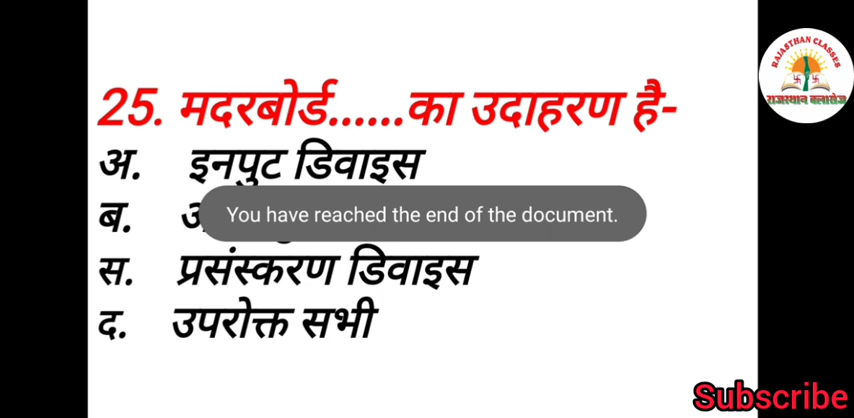 25. मदरबोर्ड......का उदाहरण है-
अ. इनपुट डिवाइस
ब.
You have reached the end of the document.
स. प्रसंस्करण डिवाइस
द. उपरोक्त सभी
RAJASTHAN CLASSES
राजस्थान क्लासेज
Subscribe